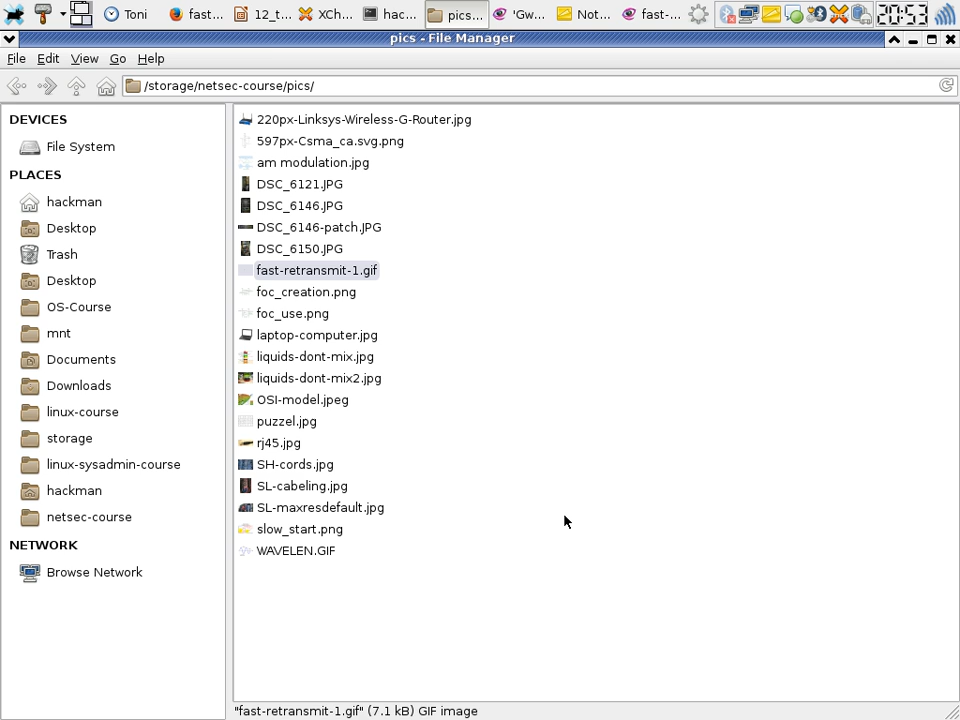 Toni
fast...
12_t...
XCh...
hac...
pics...
'Gw...
Not...
fast-...
20:53
pics - File Manager
File Edit View Go Help
/storage/netsec-course/pics/
DEVICES
File System
PLACES
hackman
Desktop
Trash
Desktop
OS-Course
mnt
Documents
Downloads
linux-course
storage
linux-sysadmin-course
hackman
netsec-course
NETWORK
Browse Network
220px-Linksys-Wireless-G-Router.jpg
597px-Csma_ca.svg.png
am modulation.jpg
DSC_6121.JPG
DSC_6146.JPG
DSC_6146-patch.JPG
DSC_6150.JPG
fast-retransmit-1.gif
foc_creation.png
foc_use.png
laptop-computer.jpg
liquids-dont-mix.jpg
liquids-dont-mix2.jpg
OSI-model.jpeg
puzzel.jpg
rj45.jpg
SH-cords.jpg
SL-cabeling.jpg
SL-maxresdefault.jpg
slow_start.png
WAVELEN.GIF
"fast-retransmit-1.gif" (7.1 kB) GIF image